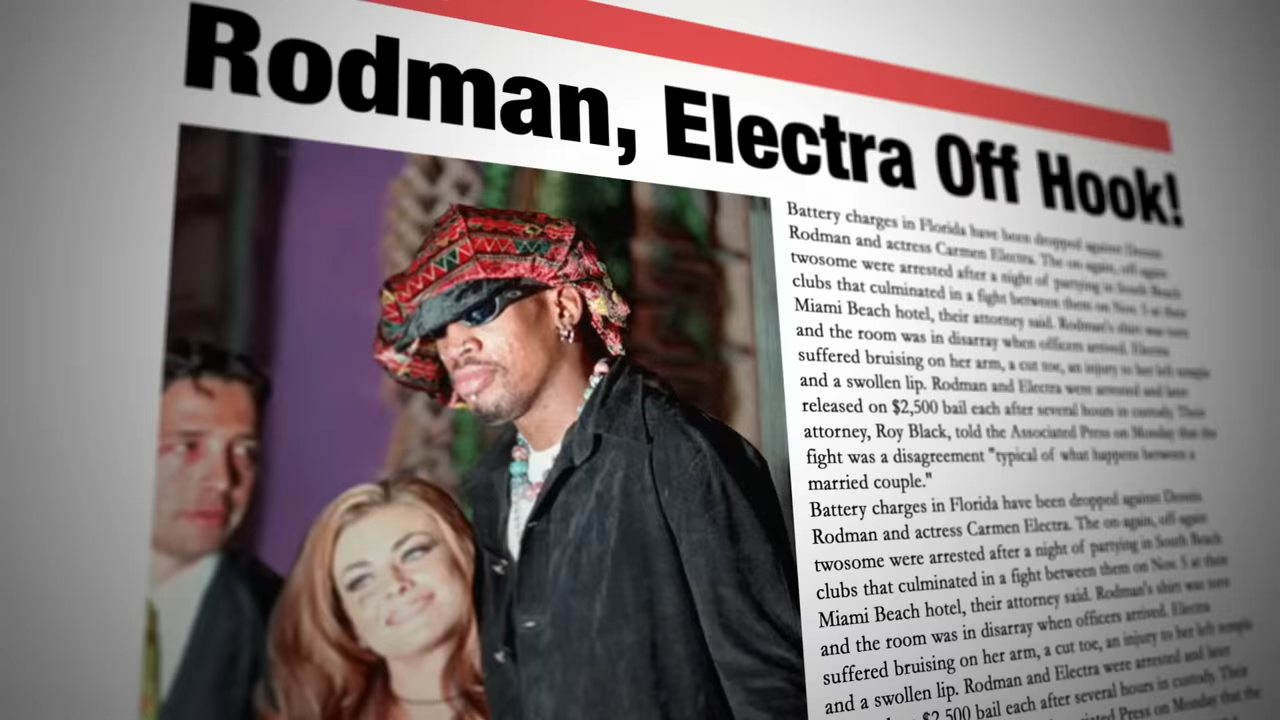 Rodman, Electra Off Hook!
Battery charges in Florida have been dropped against Dennis
Rodman and actress Carmen Electra. The on again, off again
twosome were arrested after a night of partying in South Beach
clubs that culminated in a fight between them on Nov. 5 at their
Miami Beach hotel, their attorney said. Rodman's shirt was torn
and the room was in disarray when officers arrived. Electra
suffered bruising on her arm, a cut toe, an injury to her left temple
and a swollen lip. Rodman and Electra were arrested and later
released on $2,500 bail each after several hours in custody. Their
attorney, Roy Black, told the Associated Press on Monday that the
fight was a disagreement "typical of what happens between a
married couple."
Battery charges in Florida have been dropped against Dennis
Rodman and actress Carmen Electra. The on again, off again
twosome were arrested after a night of partying in South Beach
clubs that culminated in a fight between them on Nov. 5 at their
Miami Beach hotel, their attorney said. Rodman's shirt was torn
and the room was in disarray when officers arrived. Electra
suffered bruising on her arm, a cut toe, an injury to her left temple
and a swollen lip. Rodman and Electra were arrested and later
$2,500 bail each after several hours in custody. Their
Press on Monday that the